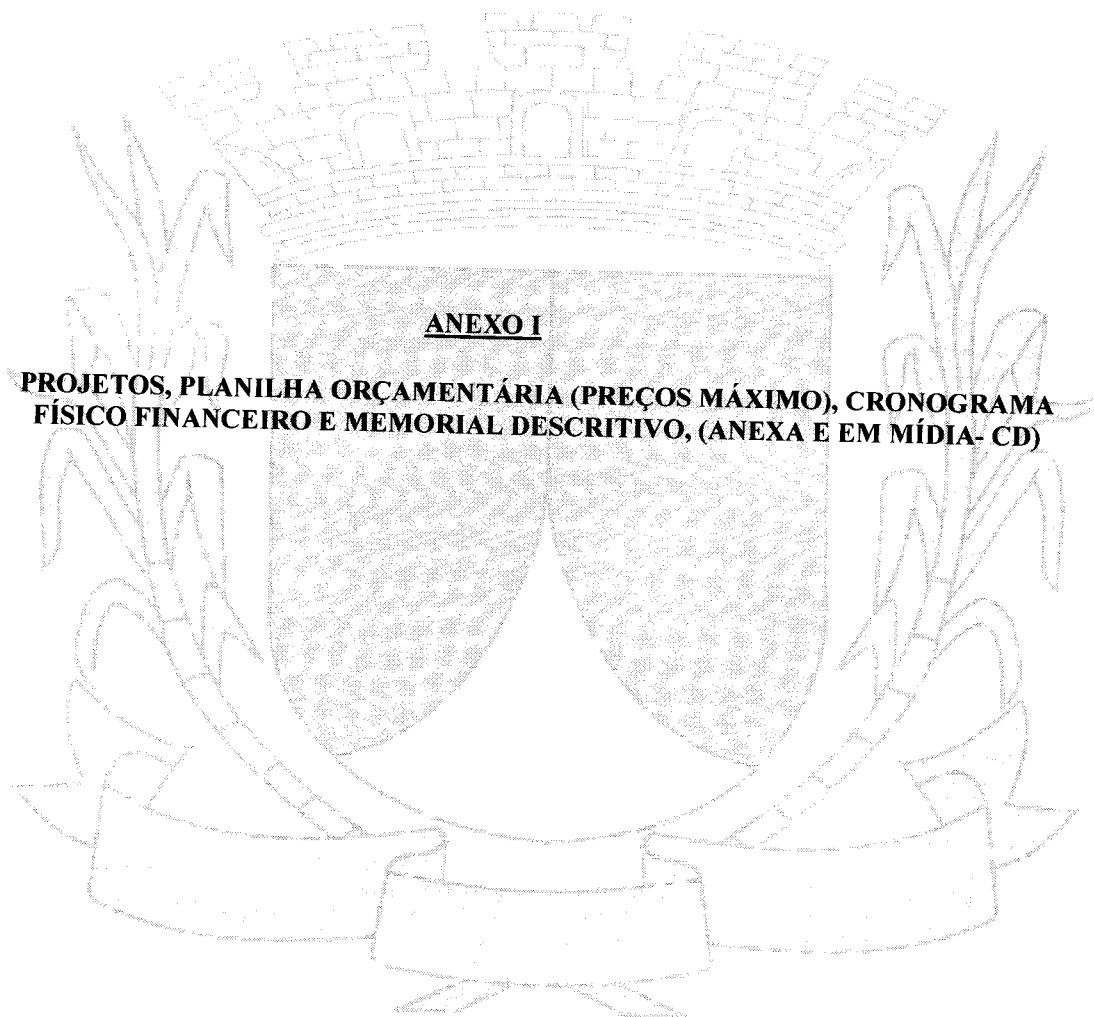 ANEXO I
PROJETOS, PLANILHA ORÇAMENTÁRIA (PREÇOS MÁXIMO), CRONOGRAMA
FÍSICO FINANCEIRO E MEMORIAL DESCRITIVO, (ANEXA E EM MÍDIA- CD)